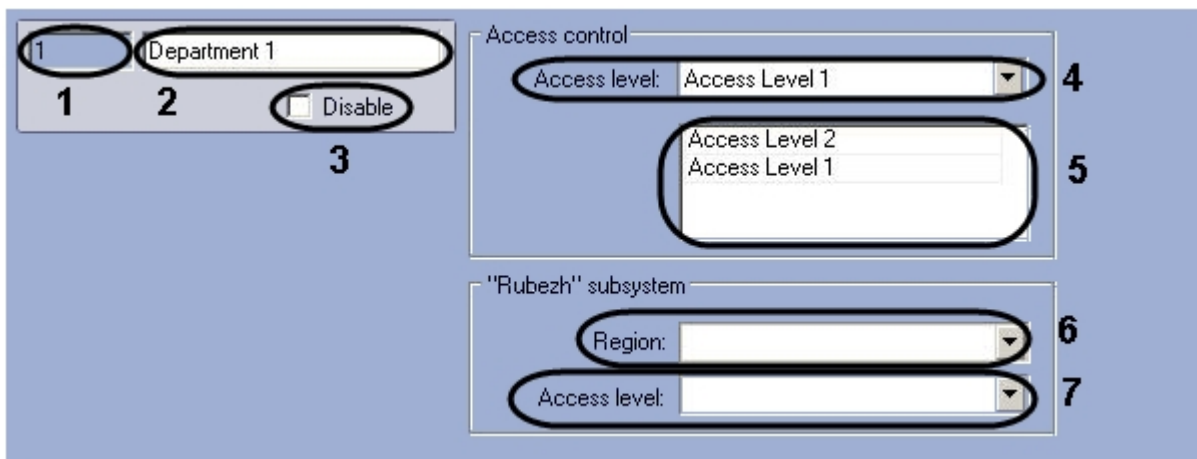 1
Department 1
1
2
Disable
3
Access control
Access level:
Access Level 1
4
Access Level 2
Access Level 1
5
"Rubezh" subsystem
Region:
6
Access level:
7